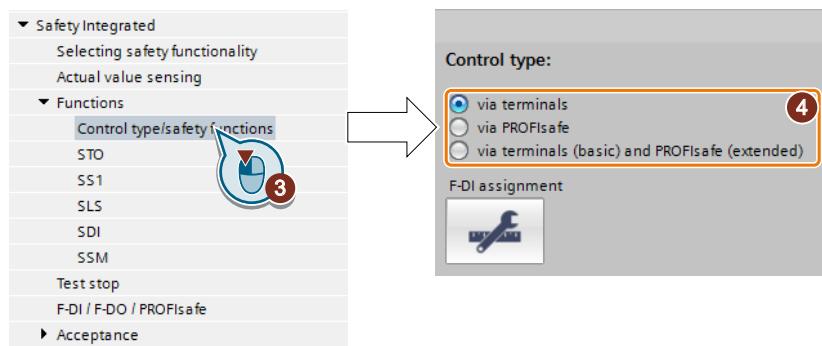 Safety Integrated
Selecting safety functionality
Actual value sensing
Functions
Control type/safety functions
STO
SS1
SLS
SDI
SSM
Test stop
F-DI / F-DO / PROFIsafe
Acceptance
3
Control type:
via terminals
via PROFIsafe
via terminals (basic) and PROFIsafe (extended)
4
F-DI assignment